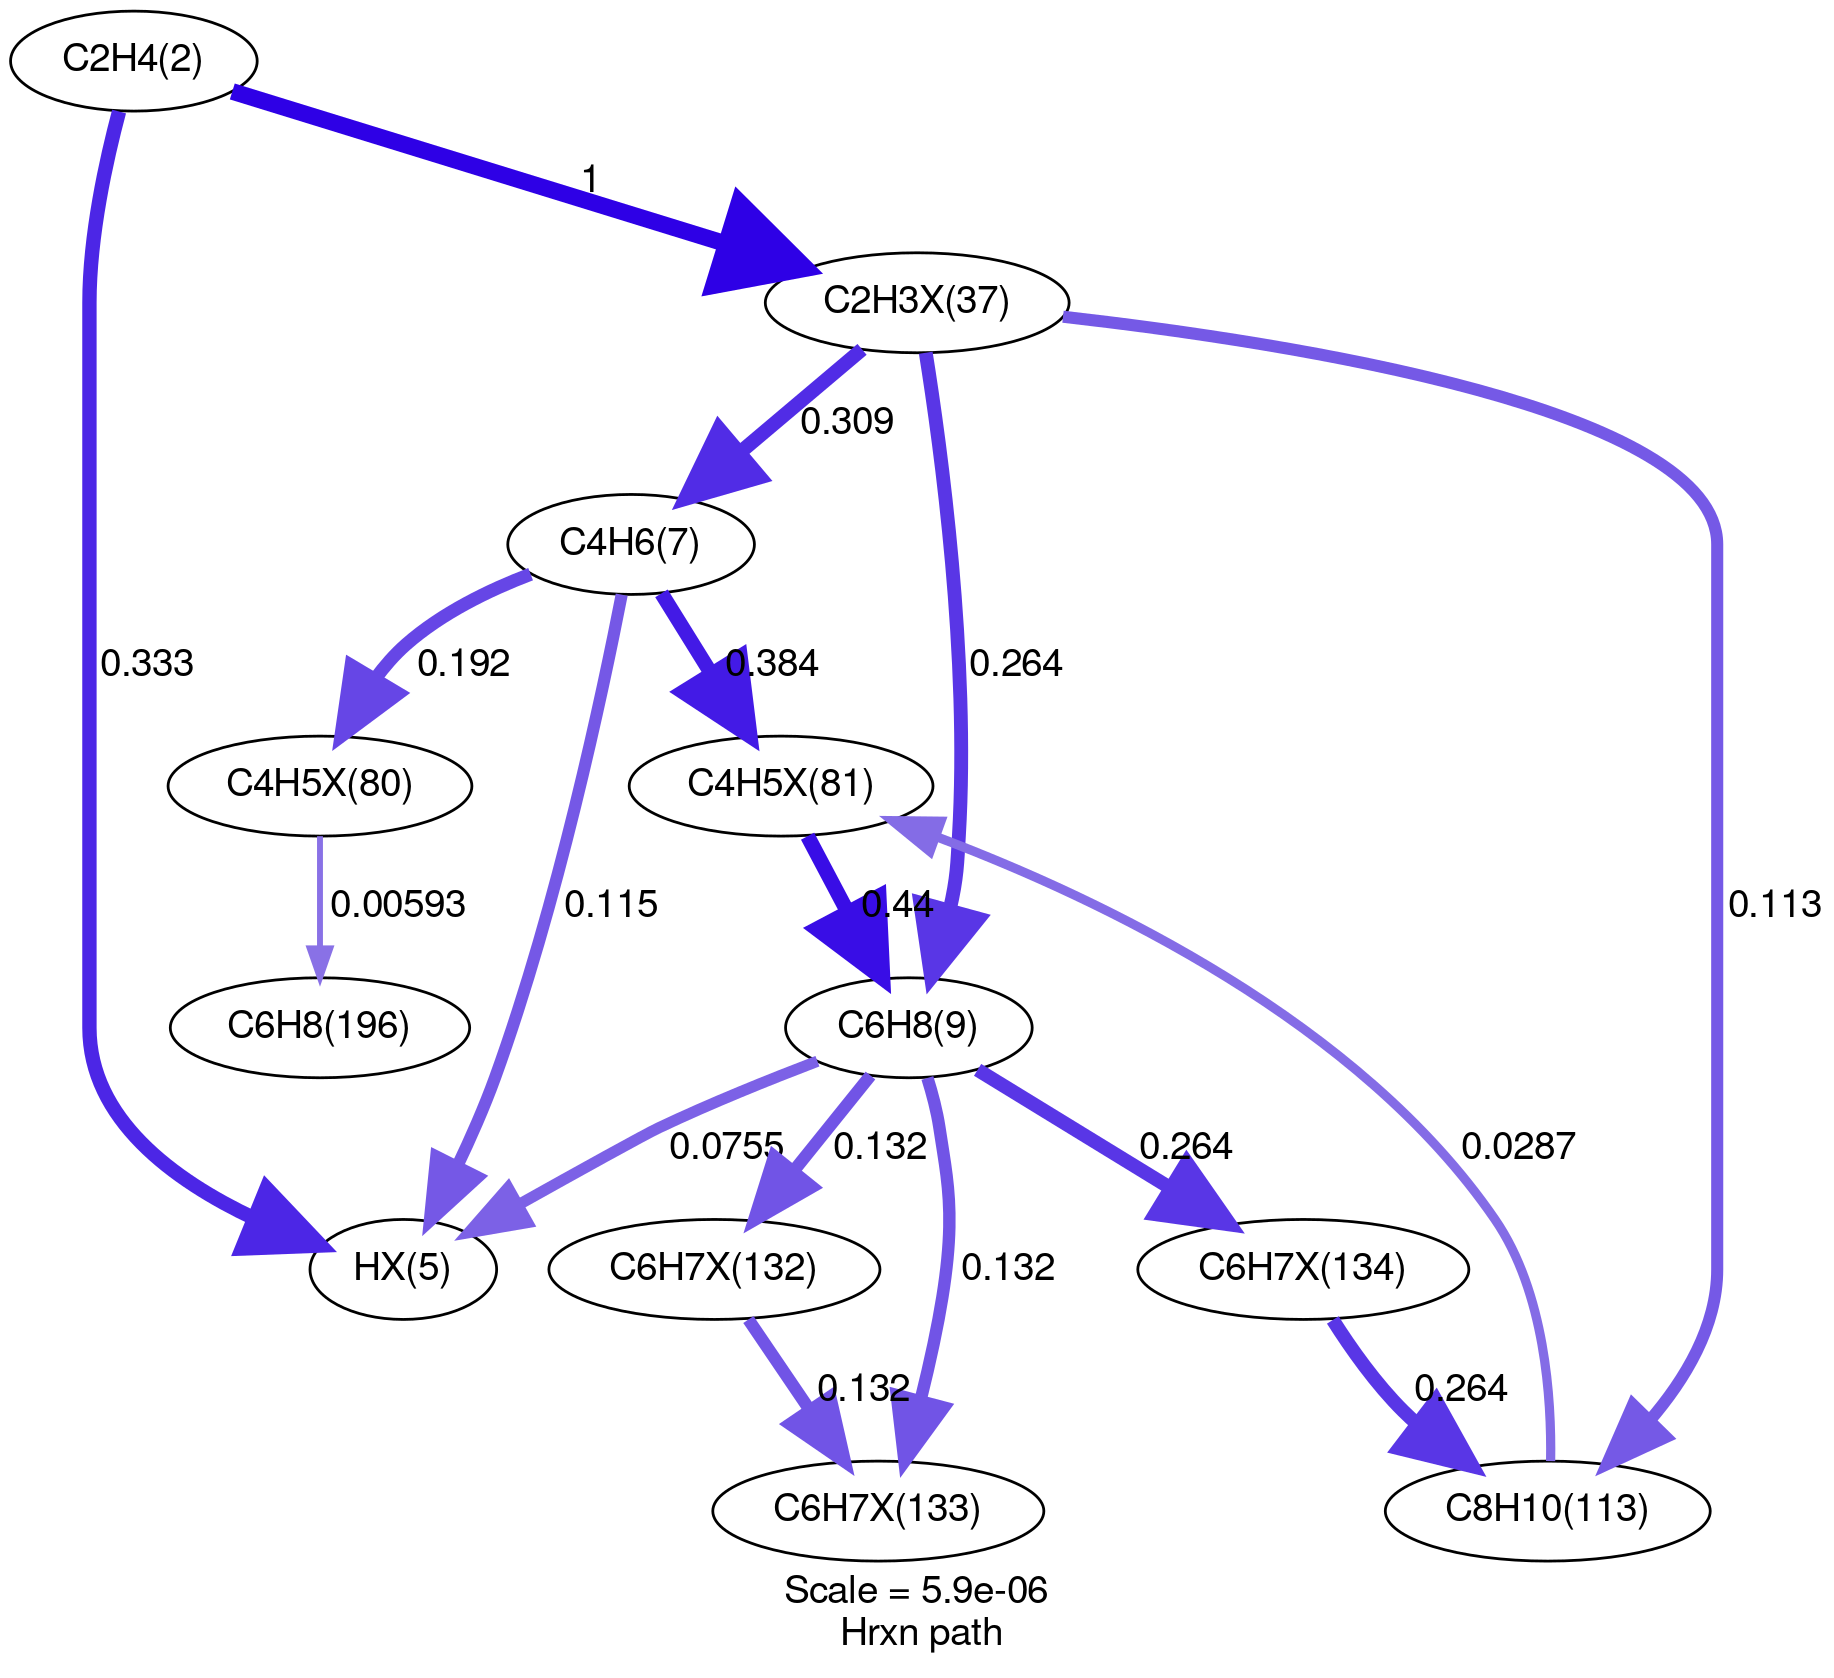 C2H4(2)
1
C2H3X(37)
0.309
C4H6(7)
0.333
0.192
0.384
0.264
C4H5X(80)
C4H5X(81)
0.00593
0.115
0.44
0.113
C6H8(196)
C6H8(9)
0.0755
0.132
0.264
0.0287
HX(5)
C6H7X(132)
0.132
C6H7X(134)
0.132
0.264
C6H7X(133)
C8H10(113)
Scale = 5.9e-06
Hrxn path